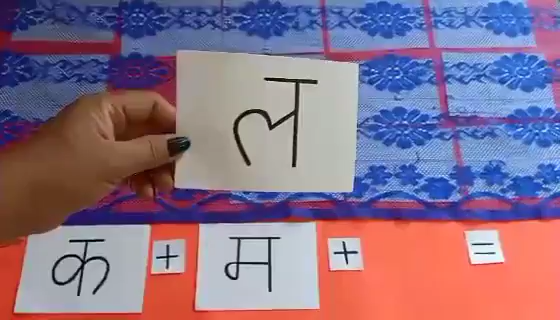 ल
क + म + =